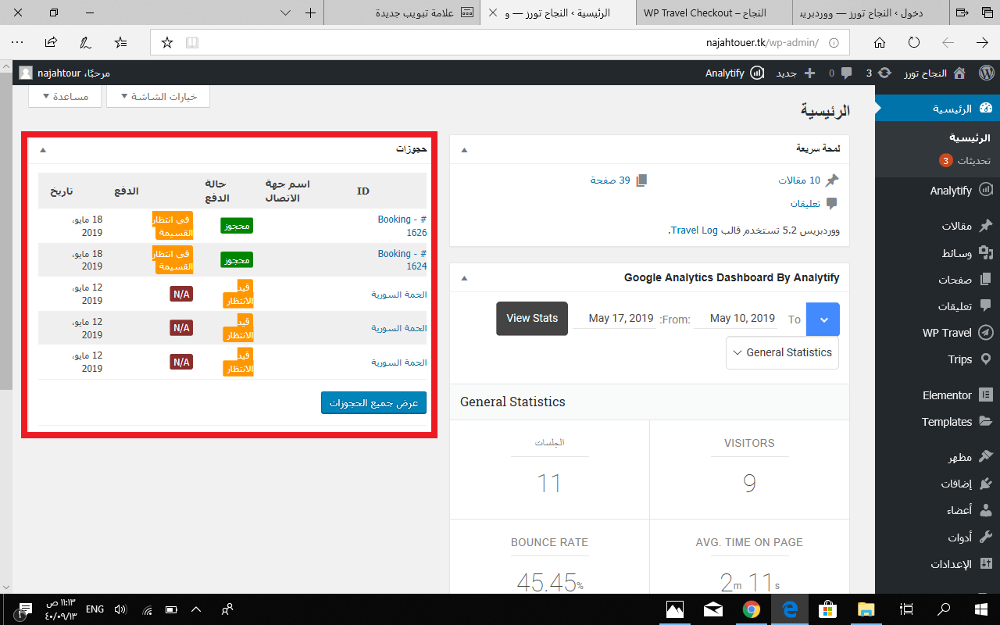 دخول ‹ النجاح تورز — ووردبريس
WP Travel Checkout – النجاح
الرئيسية ‹ النجاح تورز — و
علامة تبويب جديدة
najahtouer.tk/wp-admin/
النجاح تورز
3
0
جديد
Analytify
مرحبًا، najahtour
خيارات الشاشة
مساعدة
الرئيسية
الرئيسية
الرئيسية
تحديثات 3
Analytify
مقالات
وسائط
صفحات
تعليقات
WP Travel
Trips
Elementor
Templates
مظهر
إضافات
أعضاء
أدوات
الإعدادات
لمحة سريعة
10 مقالات
39 صفحة
تعليقات
ووردبريس 5.2 تستخدم قالب Travel Log.
Google Analytics Dashboard By Analytify
To May 10, 2019 From: May 17, 2019 View Stats
General Statistics
General Statistics
VISITORS
9
الجلسات
11
AVG. TIME ON PAGE
2m 11s
BOUNCE RATE
45.45%
حجوزات
ID
اسم جهة
الاتصال
حالة
الدفع
الدفع
تاريخ
Booking - #
1626
محجوز
في انتظار
القسيمة
18 مايو،
2019
Booking - #
1624
محجوز
في انتظار
القسيمة
18 مايو،
2019
الحمة السورية
قيد
الانتظار
N/A
12 مايو،
2019
الحمة السورية
قيد
الانتظار
N/A
12 مايو،
2019
الحمة السورية
قيد
الانتظار
N/A
12 مايو،
2019
عرض جميع الحجوزات
ENG
١١:١٣ ص
٤٠/٠٩/١٣
١